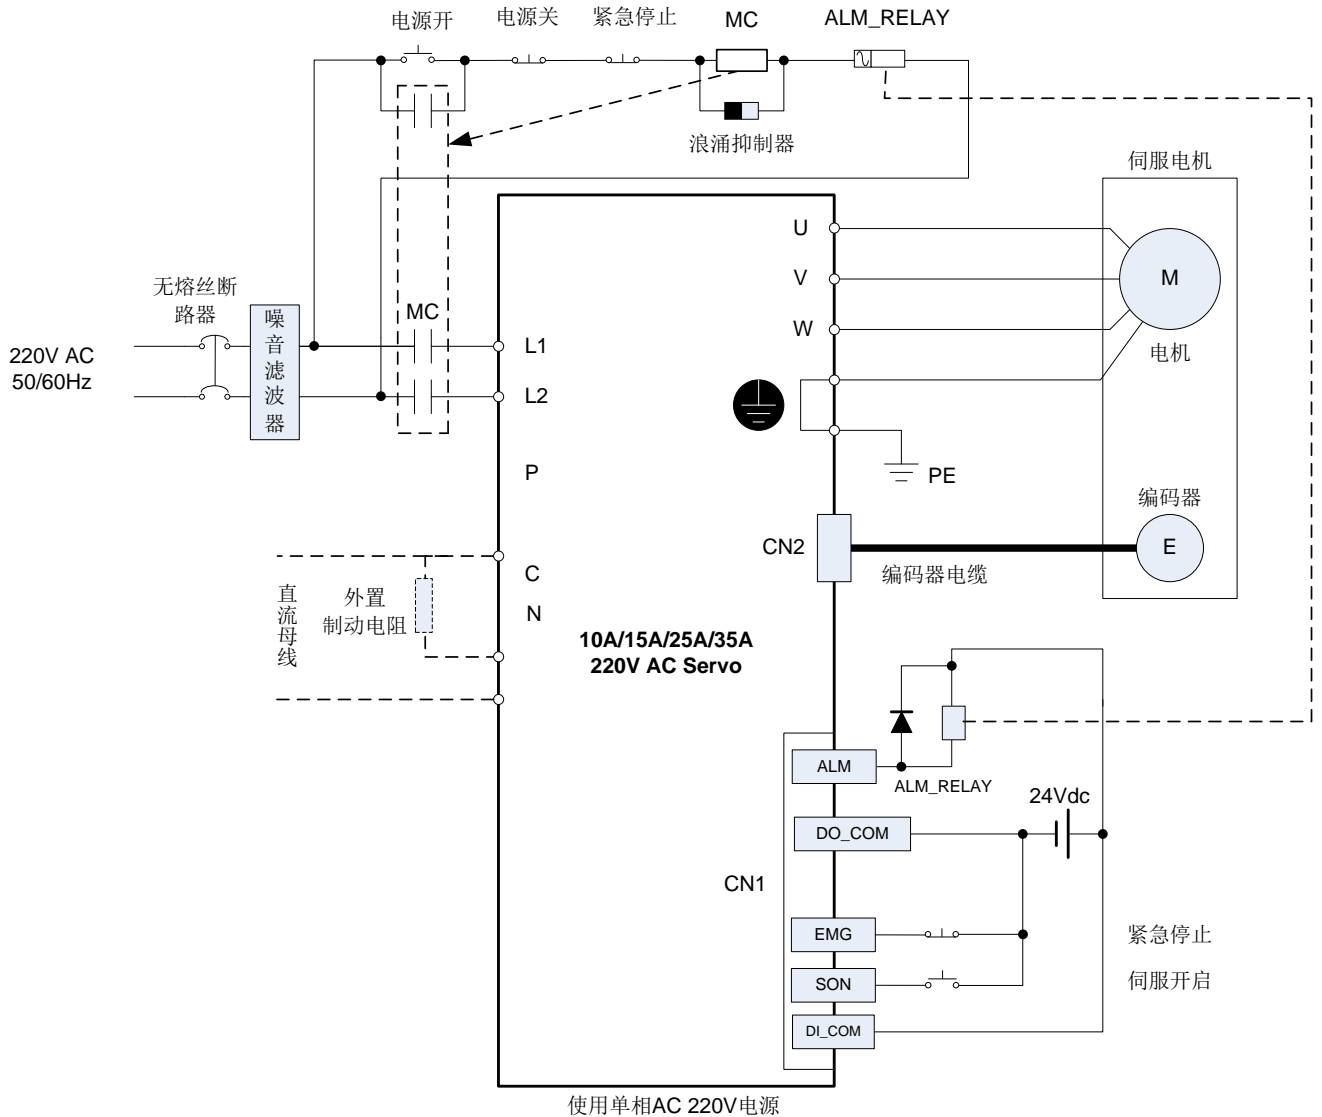 电源开
电源关
紧急停止
MC
ALM_RELAY
浪涌抑制器
伺服电机
U
V
M
W
无熔丝断
路器
噪音滤波器
MC
220V AC
50/60Hz
L1
L2
电机
P
PE
编码器
CN2
E
编码器电缆
C
N
直流母线
外置
制动电阻
10A/15A/25A/35A
220V AC Servo
ALM
ALM_RELAY
24Vdc
DO_COM
CN1
EMG
紧急停止
SON
伺服开启
DI_COM
使用单相AC 220V电源